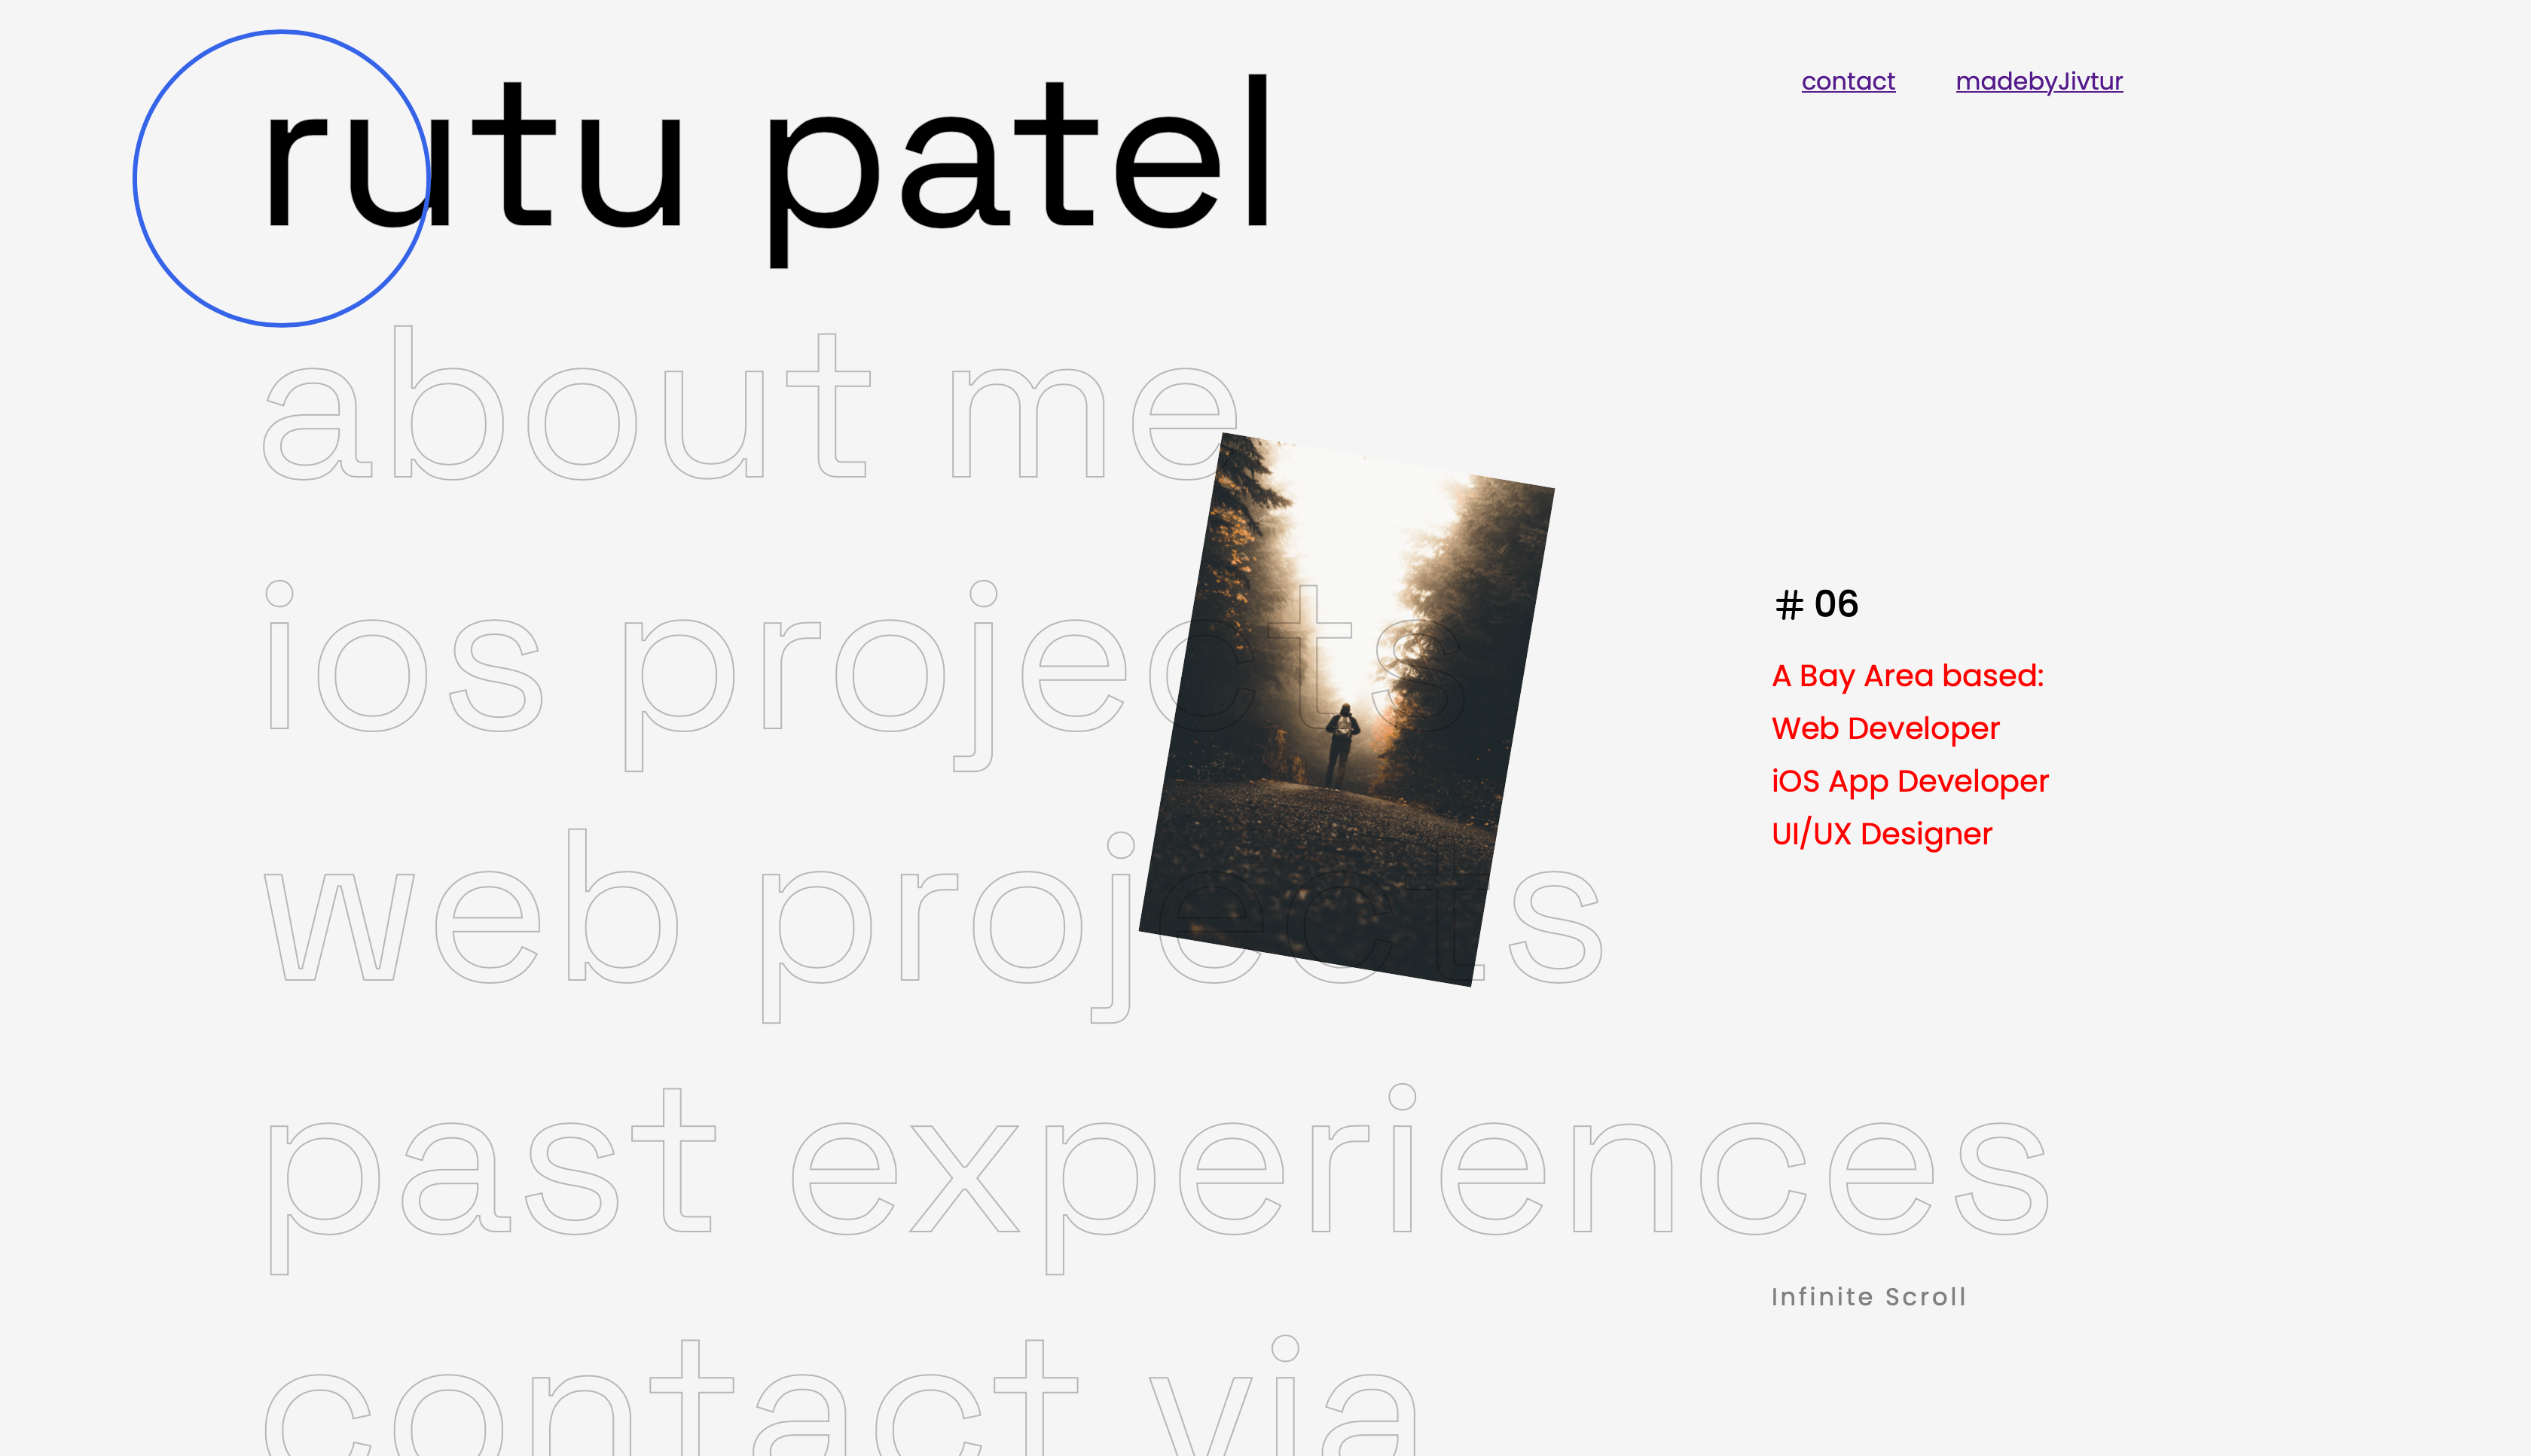 rutu patel
contact
madebyJivtur
about me
ios projects
# 06
A Bay Area based:
Web Developer
iOS App Developer
UI/UX Designer
web projects
past experiences
Infinite Scroll
contact via